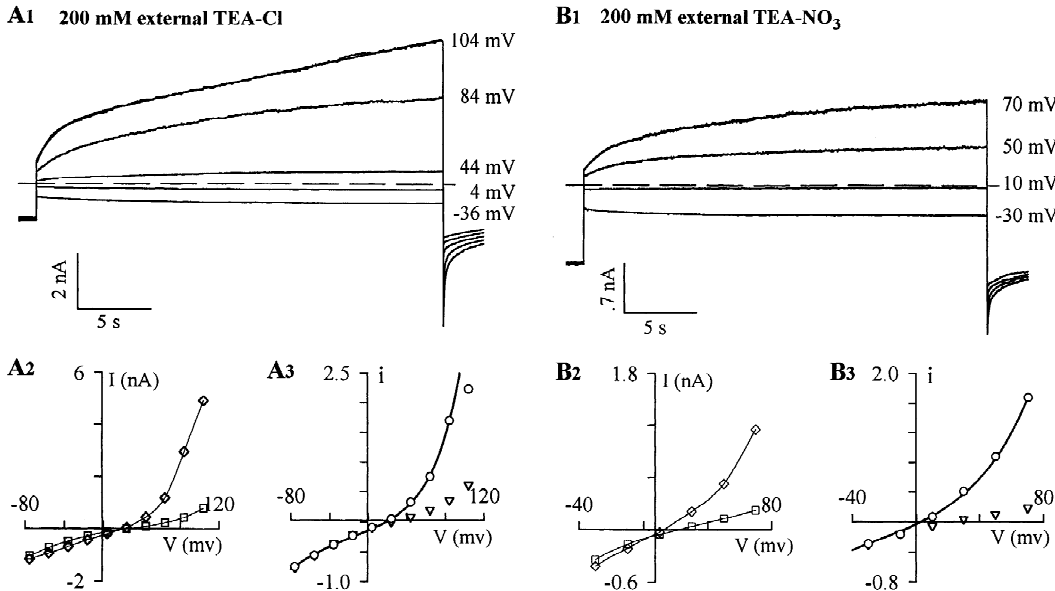 A1 200 mM external TEA-Cl
104 mV
84 mV
44 mV
4 mV
-36 mV
2 nA
5 s
B1 200 mM external TEA-NO3
70 mV
50 mV
10 mV
-30 mV
.7 nA
5 s
A2
6
I (nA)
-80
120
V (mv)
-2
A3
2.5
i
-80
120
V (mv)
-1.0
B2
1.8
I (nA)
-40
80
V (mv)
-0.6
B3
2.0
i
-40
80
V (mv)
-0.8